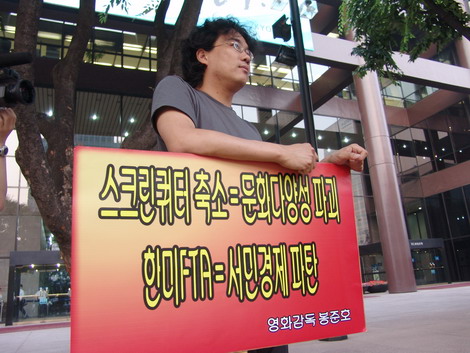 스크린쿼터 축소=문화다양성 파괴
한미FTA=서민경제 파탄
영화감독 봉준호